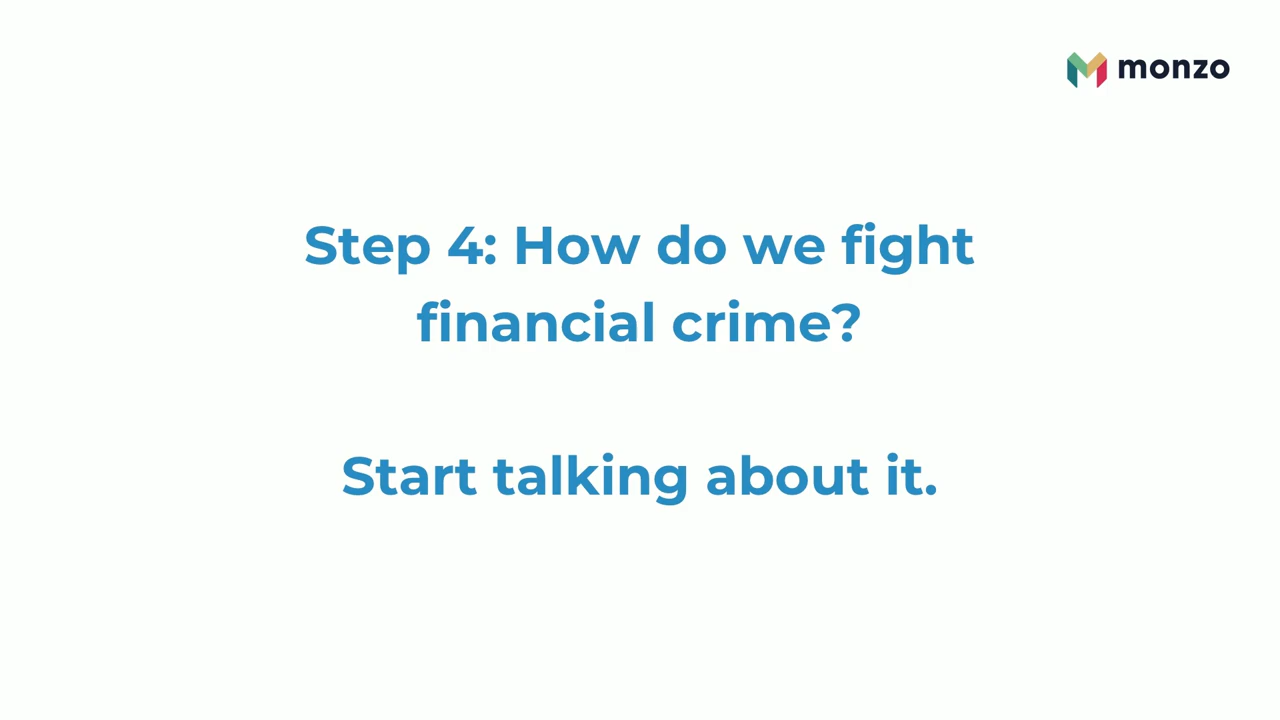 monzo
Step 4: How do we fight
financial crime?
Start talking about it.